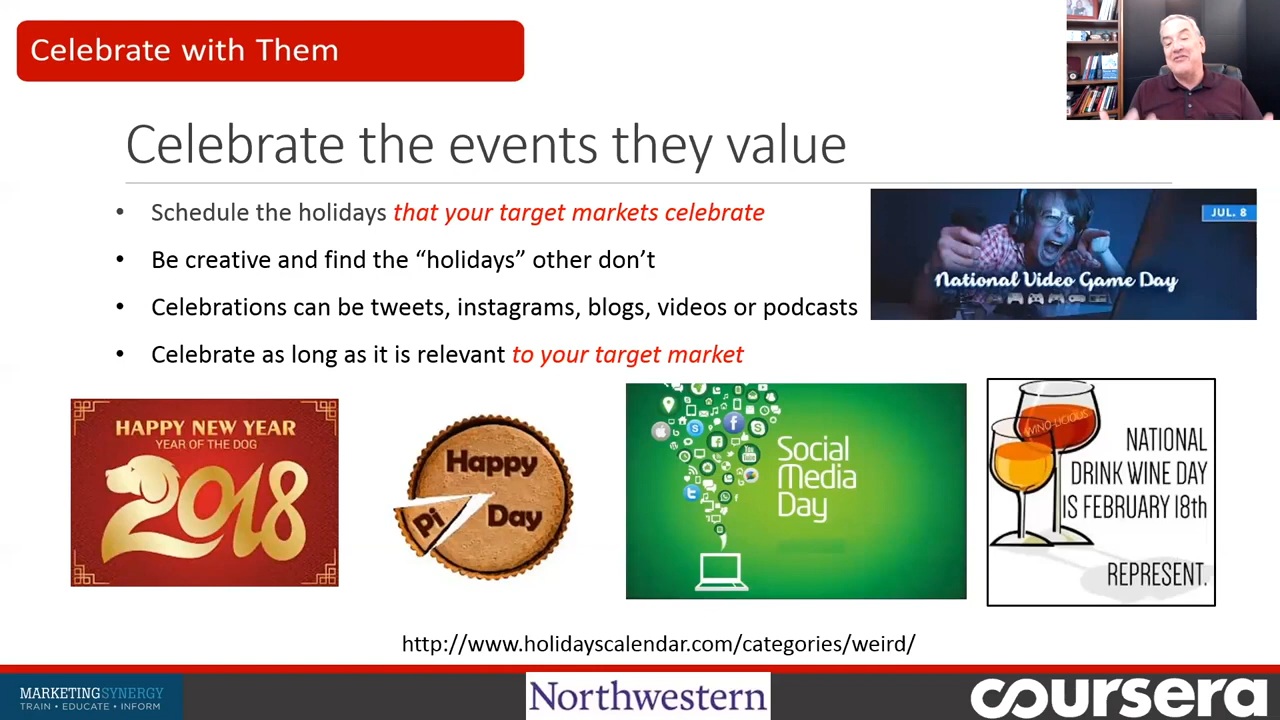 Celebrate with Them
Celebrate the events they value
• Schedule the holidays that your target markets celebrate
• Be creative and find the “holidays” other don’t
• Celebrations can be tweets, instagrams, blogs, videos or podcasts
• Celebrate as long as it is relevant to your target market
JUL. 8
National Video Game Day
HAPPY NEW YEAR
YEAR OF THE DOG
2018
Happy
Pi
Day
Social
Media
Day
WINO-LICIOUS
NATIONAL
DRINK WINE DAY
IS FEBRUARY 18th
REPRESENT.
http://www.holidayscalendar.com/categories/weird/
MARKETINGSYNERGY
TRAIN • EDUCATE • INFORM
Northwestern
coursera